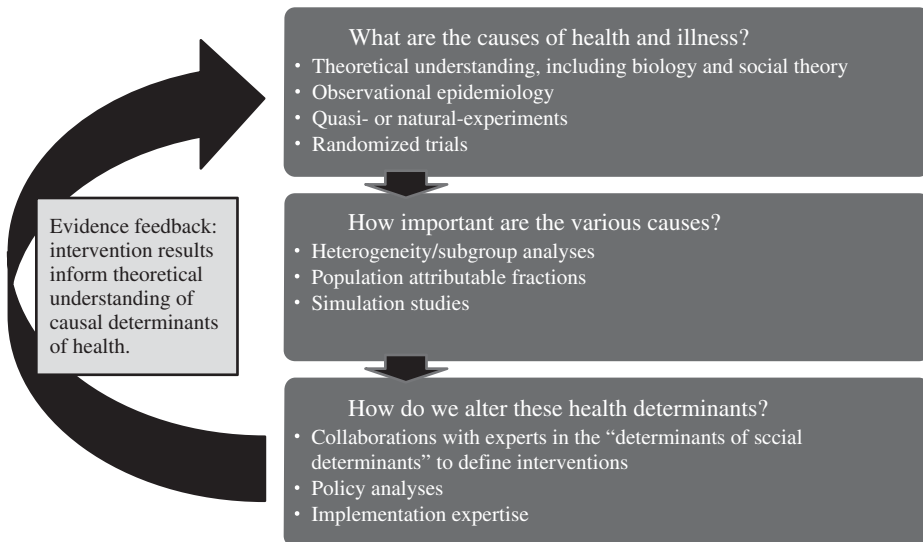 What are the causes of health and illness?
• Theoretical understanding, including biology and social theory
• Observational epidemiology
• Quasi- or natural-experiments
• Randomized trials
How important are the various causes?
• Heterogeneity/subgroup analyses
• Population attributable fractions
• Simulation studies
Evidence feedback:
intervention results
inform theoretical
understanding of
causal determinants
of health.
How do we alter these health determinants?
• Collaborations with experts in the “determinants of sccial
determinants” to define interventions
• Policy analyses
• Implementation expertise